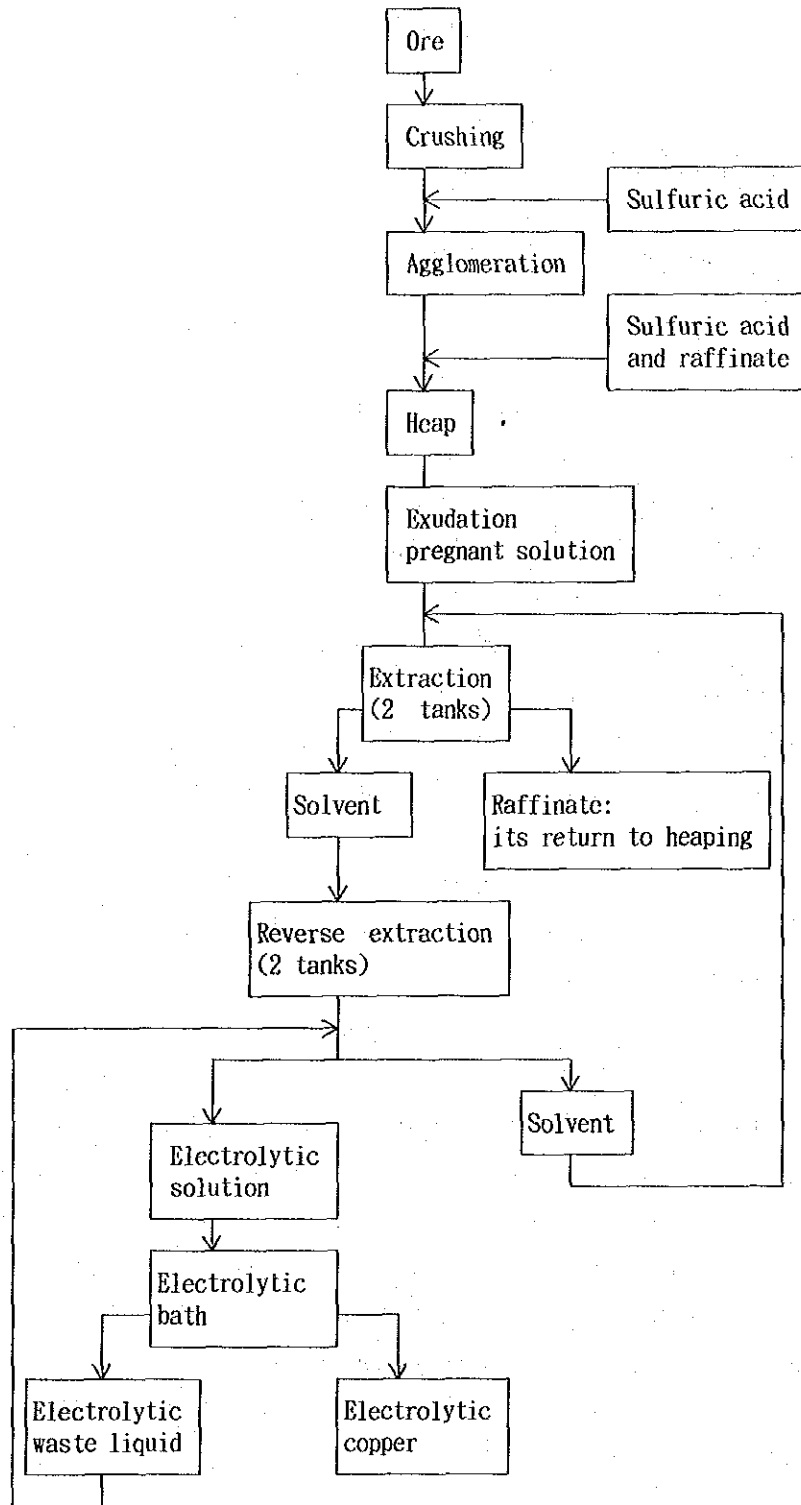 Ore
Crushing
Sulfuric acid
Agglomeration
Sulfuric acid
and raffinate
Heap
Exudation
pregnant solution
Extraction
(2 tanks)
Solvent
Raffinate:
its return to heaping
Reverse extraction
(2 tanks)
Solvent
Electrolytic
solution
Electrolytic
bath
Electrolytic
waste liquid
Electrolytic
copper